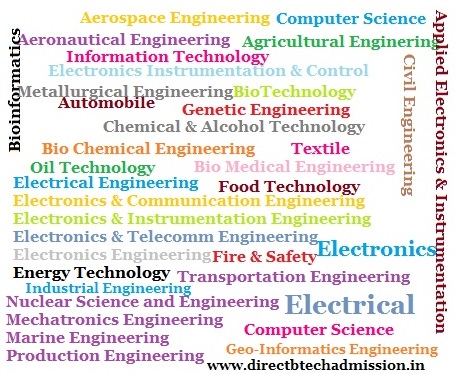 Aerospace Engineering
Computer Science
Aeronautical Engineering
Agricultural Engineering
Information Technology
Electronics Instrumentation & Control
Metallurgical Engineering
BioTechnology
Automobile
Genetic Engineering
Chemical & Alcohol Technology
Bio Chemical Engineering
Textile
Oil Technology
Bio Medical Engineering
Electrical Engineering
Food Technology
Electronics & Communication Engineering
Electronics & Instrumentation Engineering
Electronics & Telecomm Engineering
Electronics
Electronics Engineering
Fire & Safety
Energy Technology
Transportation Engineering
Industrial Engineering
Nuclear Science and Engineering
Electrical
Mechatronics Engineering
Computer Science
Marine Engineering
Geo-Informatics Engineering
Production Engineering
www.directbtechadmission.in
Bioinformatics
Civil Engineering
Applied Electronics & Instrumentation